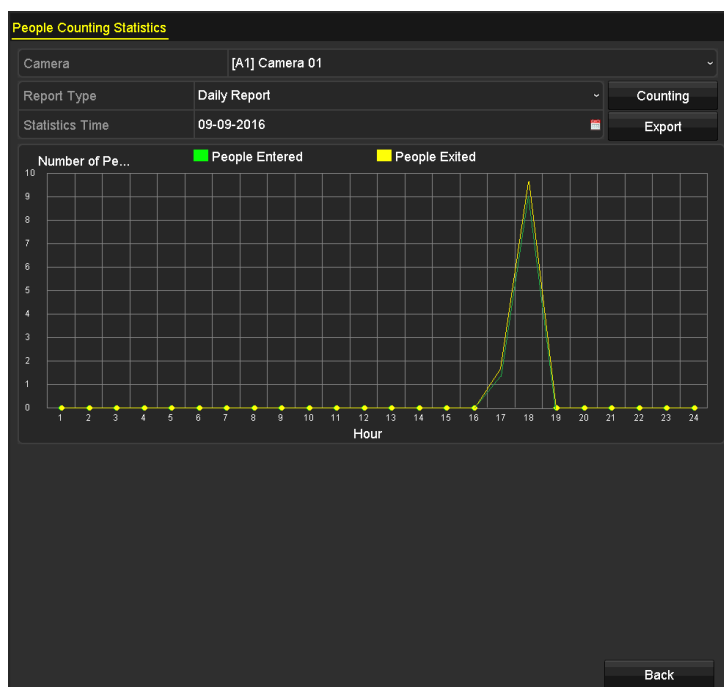 People Counting Statistics
Camera [A1] Camera 01
Report Type Daily Report Counting
Statistics Time 09-09-2016 Export
Number of Pe... People Entered People Exited
10
9
8
7
6
5
4
3
2
1
0
1 2 3 4 5 6 7 8 9 10 11 12 13 14 15 16 17 18 19 20 21 22 23 24
Hour
Back